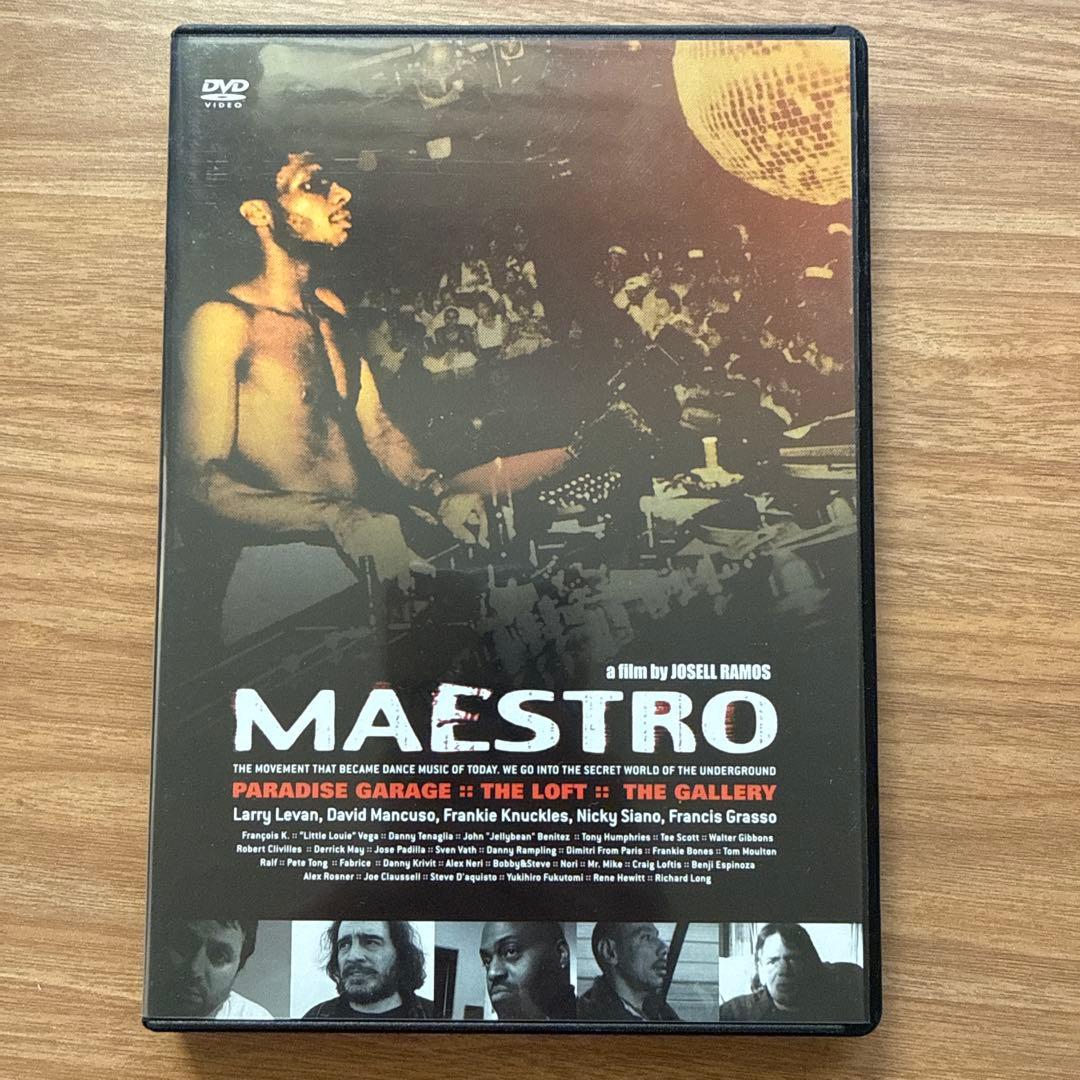 DVD
VIDEO
a film by JOSELL RAMOS
MAESTRO
THE MOVEMENT THAT BECAME DANCE MUSIC OF TODAY. WE GO INTO THE SECRET WORLD OF THE UNDERGROUND
PARADISE GARAGE :: THE LOFT :: THE GALLERY
Larry Levan, David Mancuso, Frankie Knuckles, Nicky Siano, Francis Grasso
François K. :: "Little Louie" Vega :: Danny Tenaglia :: John "Jellybean" Benitez :: Tony Humphries :: Tee Scott :: Walter Gibbons
Robert Clivilles :: Derrick May :: Jose Padilla :: Sven Vath :: Danny Rampling :: Dimitri From Paris :: Frankie Bones :: Tom Moulton
Ralf :: Pete Tong :: Fabrice :: Danny Krivit :: Alex Neri :: Bobby&Steve :: Nori :: Mr. Mike :: Craig Loftis :: Benji Espinoza
Alex Rosner :: Joe Claussell :: Steve D'aquisto :: Yukihiro Fukutomi :: Rene Hewitt :: Richard Long